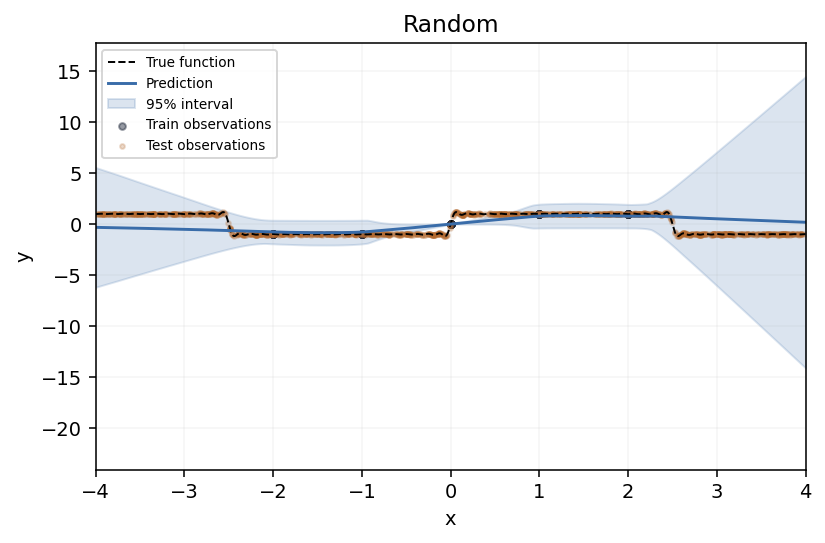 Random
True function
Prediction
95% interval
Train observations
Test observations
15
10
5
0
−5
−10
−15
−20
y
−4
−3
−2
−1
0
1
2
3
4
x